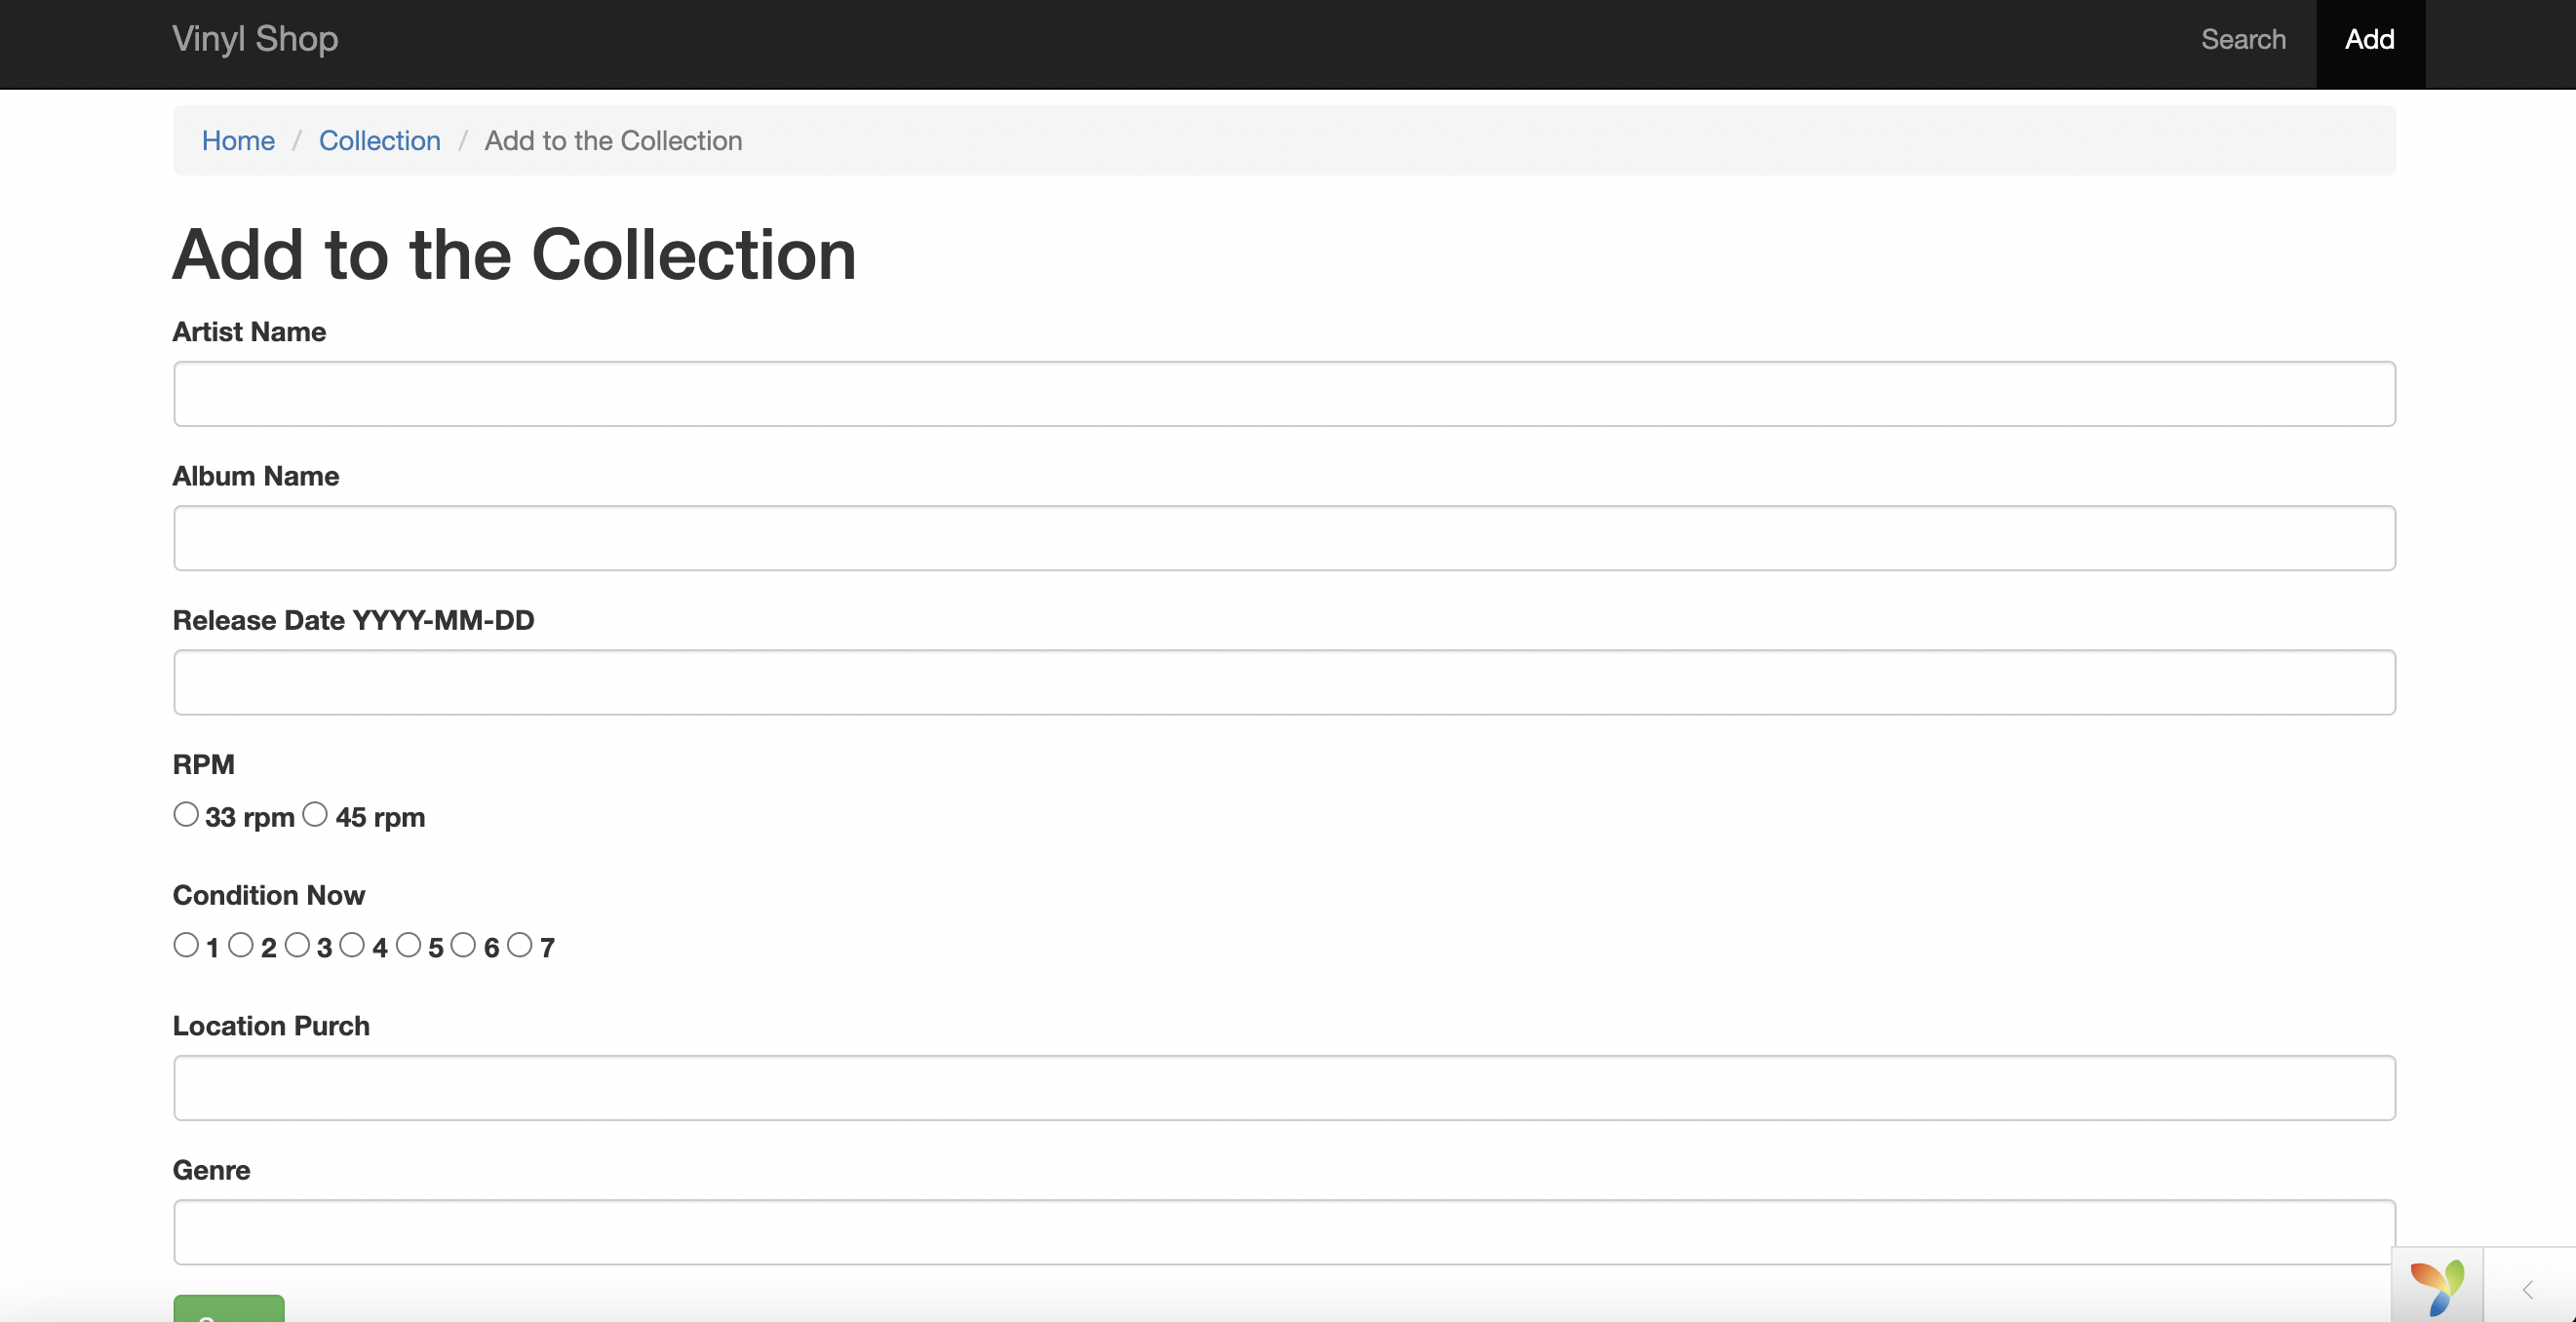 Vinyl Shop Search Add
Home / Collection / Add to the Collection
Add to the Collection
Artist Name
Album Name
Release Date YYYY-MM-DD
RPM
33 rpm 45 rpm
Condition Now
1 2 3 4 5 6 7
Location Purch
Genre